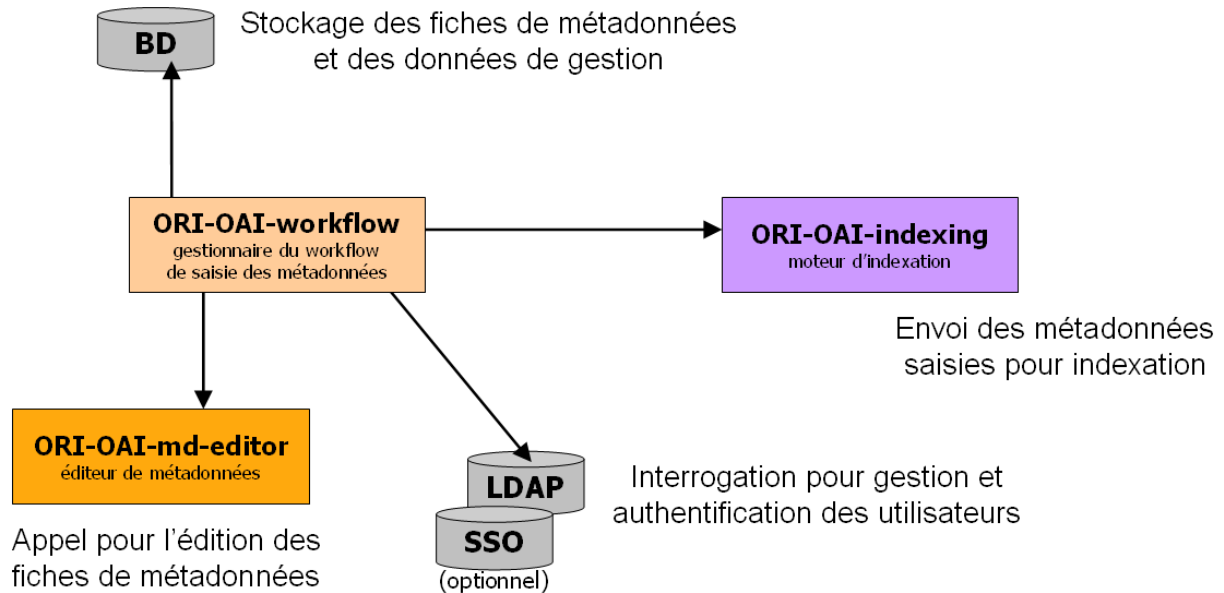 BD
Stockage des fiches de métadonnées
et des données de gestion
ORI-OAI-workflow
gestionnaire du workflow
de saisie des métadonnées
ORI-OAI-indexing
moteur d'indexation
Envoi des métadonnées
saisies pour indexation
ORI-OAI-md-editor
éditeur de métadonnées
Appel pour l'édition des
fiches de métadonnées
LDAP
SSO
(optionnel)
Interrogation pour gestion et
authentification des utilisateurs